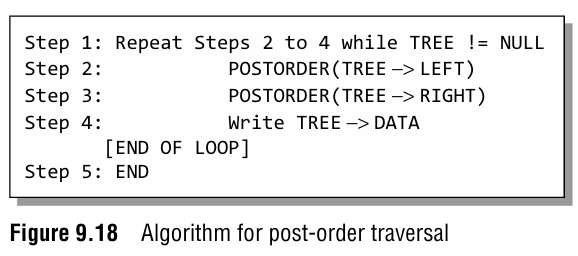 Step 1: Repeat Steps 2 to 4 while TREE != NULL
Step 2: POSTORDER(TREE–>LEFT)
Step 3: POSTORDER(TREE–>RIGHT)
Step 4: Write TREE–>DATA
[END OF LOOP]
Step 5: END
Figure 9.18 Algorithm for post-order traversal